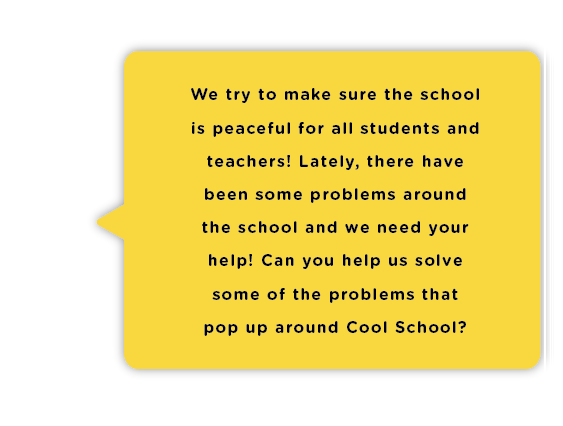 We try to make sure the school
is peaceful for all students and
teachers! Lately, there have
been some problems around
the school and we need your
help! Can you help us solve
some of the problems that
pop up around Cool School?